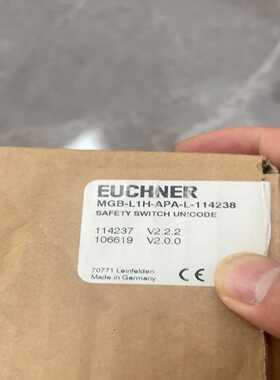 EUCHNER
MGB-L1H-APA-L-114238
SAFETY SWITCH UNICODE
114237 V2.2.2
106619 V2.0.0
70771 Leinfelden
Made in Germany
CE